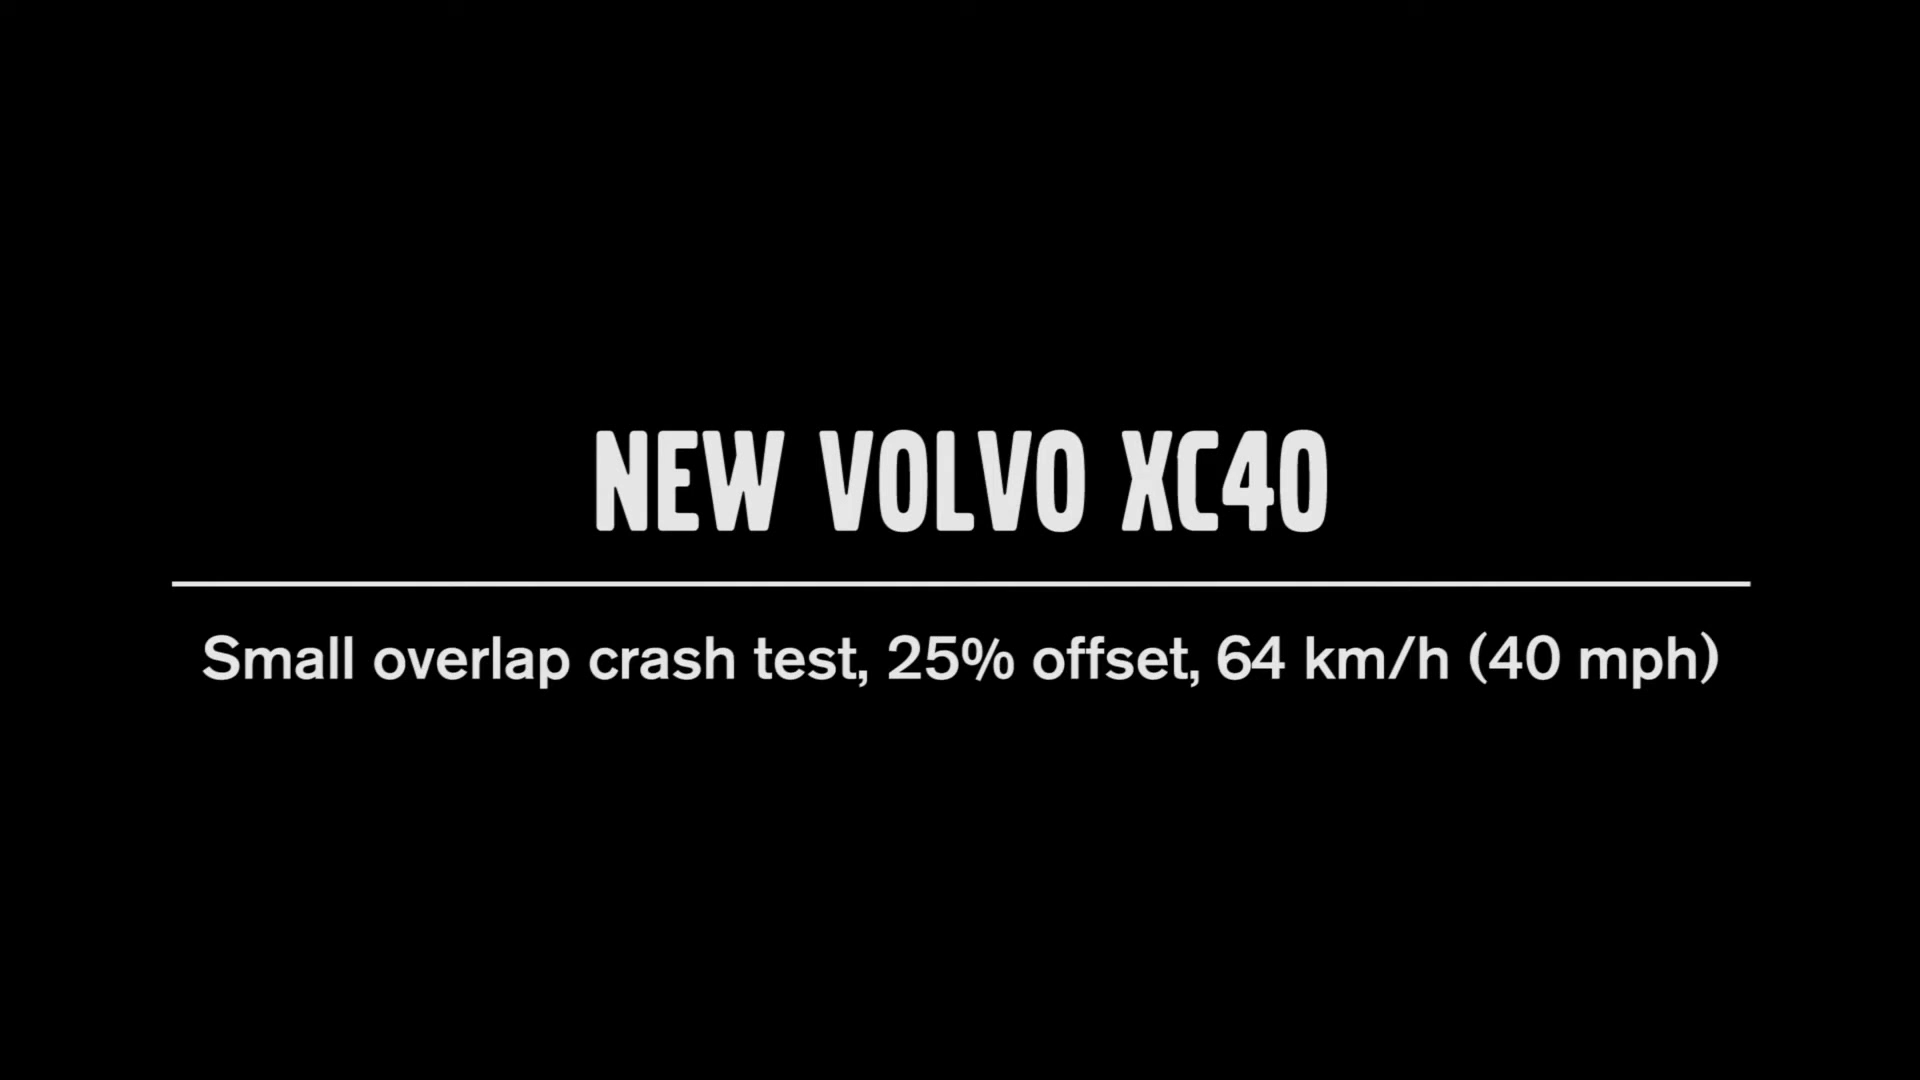 NEW VOLVO XC40
Small overlap crash test, 25% offset, 64 km/h (40 mph)